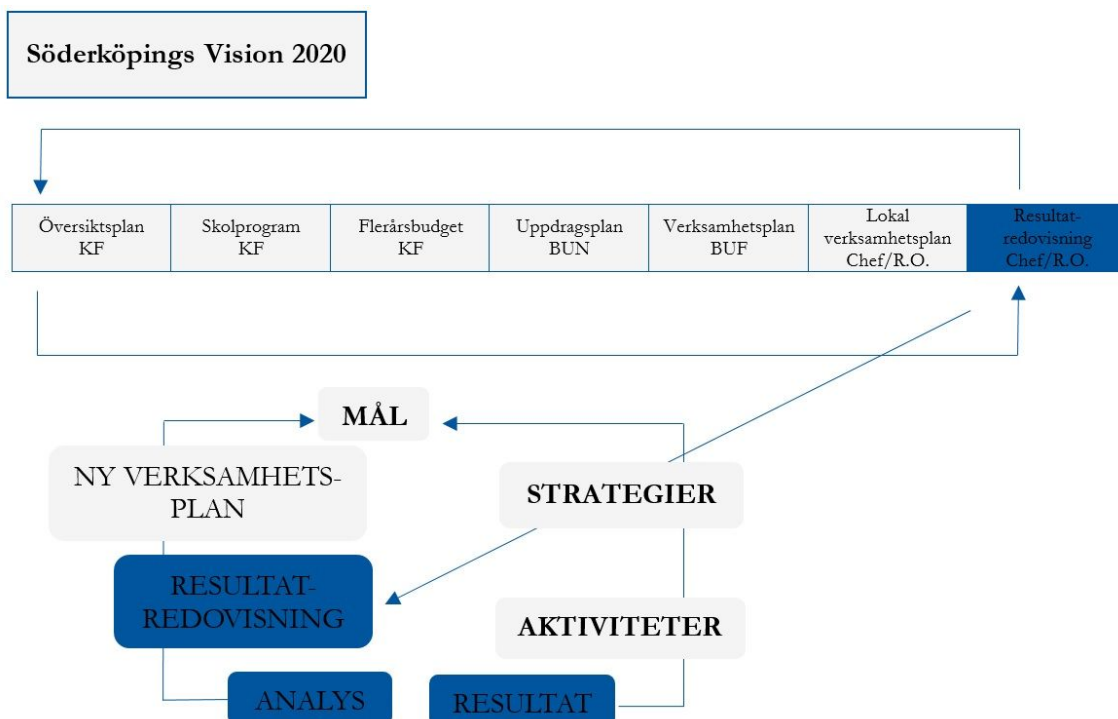 Söderköpings Vision 2020
Översiktsplan
KF
Skolprogram
KF
Flerårsbudget
KF
Uppdragsplan
BUN
Verksamhetsplan
BUF
Lokal
verksamhetsplan
Chef/R.O.
Resultat-
redovisning
Chef/R.O.
MÅL
NY VERKSAMHETS-
PLAN
STRATEGIER
RESULTAT-
REDOVISNING
AKTIVITETER
ANALYS
RESULTAT